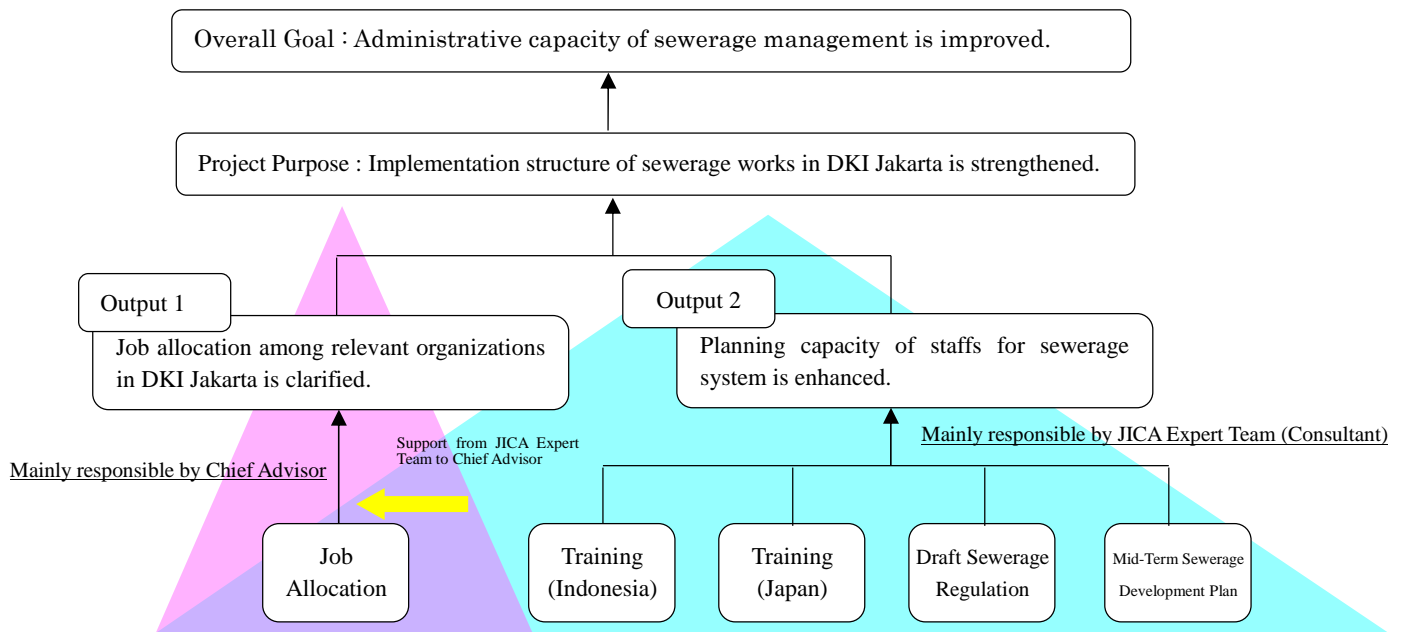 Overall Goal : Administrative capacity of sewerage management is improved.
Project Purpose : Implementation structure of sewerage works in DKI Jakarta is strengthened.
Output 1
Job allocation among relevant organizations
in DKI Jakarta is clarified.
Output 2
Planning capacity of staffs for sewerage
system is enhanced.
Mainly responsible by Chief Advisor
Support from JICA Expert
Team to Chief Advisor
Mainly responsible by JICA Expert Team (Consultant)
Job
Allocation
Training
(Indonesia)
Training
(Japan)
Draft Sewerage
Regulation
Mid-Term Sewerage
Development Plan